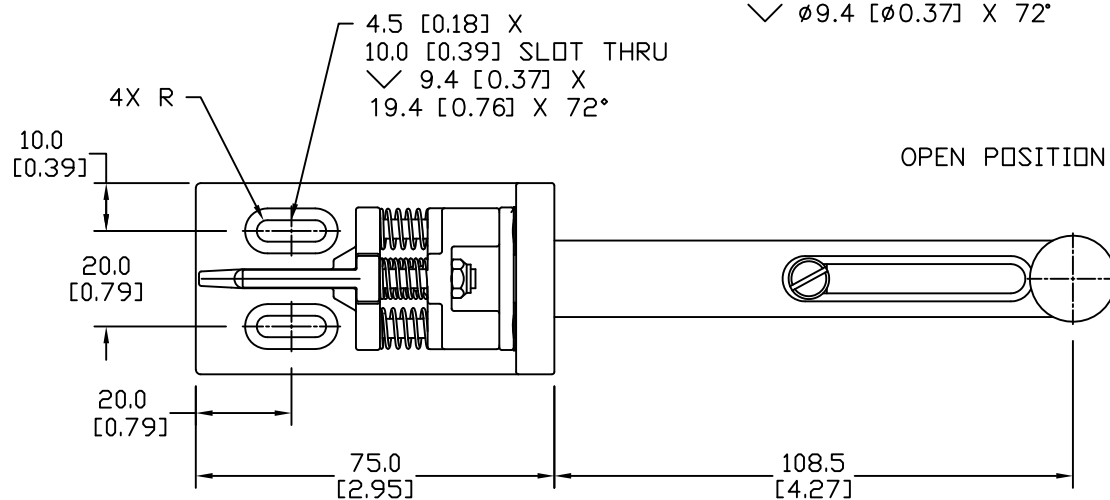 ⌵ ø9.4 [ø0.37] X 72°
4.5 [0.18] X
10.0 [0.39] SLOT THRU
⌵ 9.4 [0.37] X
19.4 [0.76] X 72°
4X R
10.0
[0.39]
OPEN POSITION
20.0
[0.79]
20.0
[0.79]
75.0
[2.95]
108.5
[4.27]